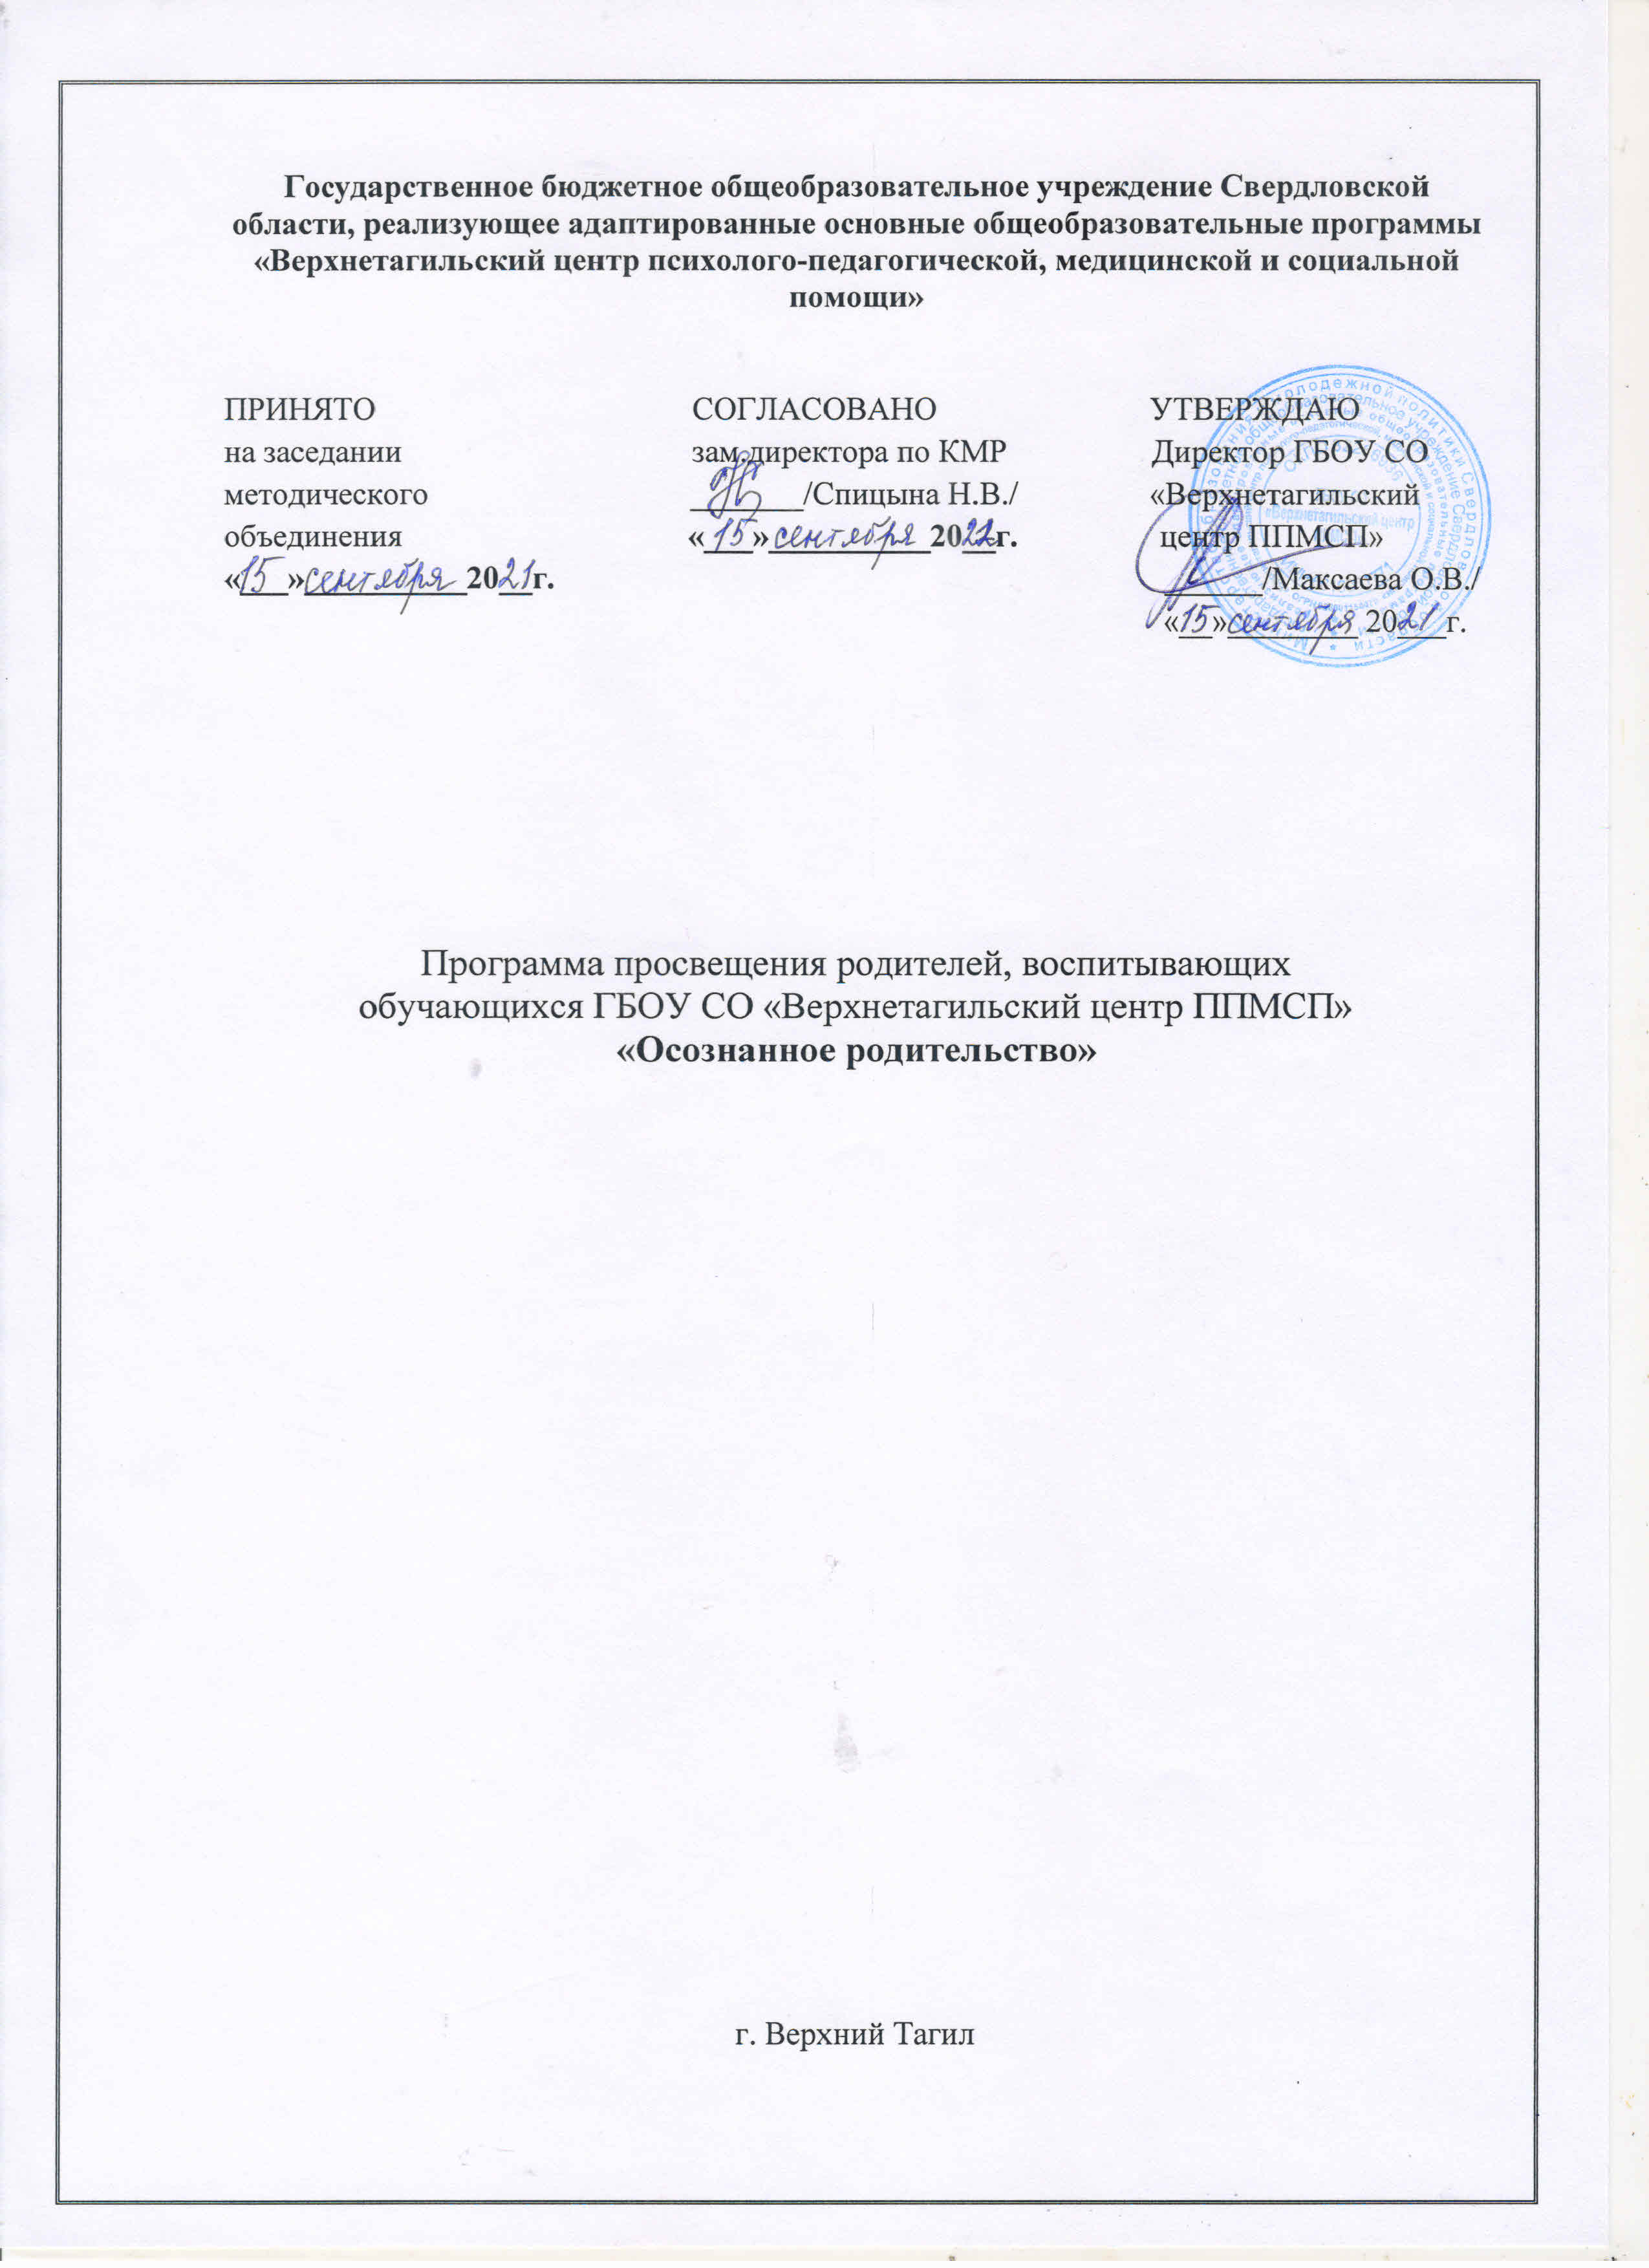 Государственное бюджетное общеобразовательное учреждение Свердловской
области, реализующее адаптированные основные общеобразовательные программы
«Верхнетагильский центр психолого-педагогической, медицинской и социальной
помощи»
ПРИНЯТО
на заседании
методического
объединения
«15» сентября 2021г.
СОГЛАСОВАНО
зам.директора по КМР
/Спицына Н.В./
«15» сентября 20 г.
УТВЕРЖДАЮ
Директор ГБОУ СО
«Верхнетагильский
центр ППМСП»
/Максаева О.В./
«15» сентября 2021 г.
Программа просвещения родителей, воспитывающих
обучающихся ГБОУ СО «Верхнетагильский центр ППМСП»
«Осознанное родительство»
г. Верхний Тагил